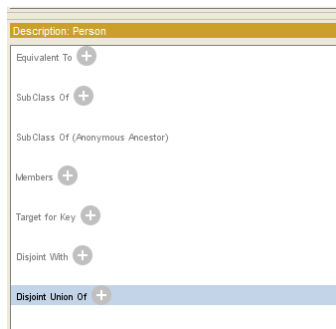 Description: Person
Equivalent To
SubClass Of
SubClass Of (Anonymous Ancestor)
Members
Target for Key
Disjoint With
Disjoint Union Of